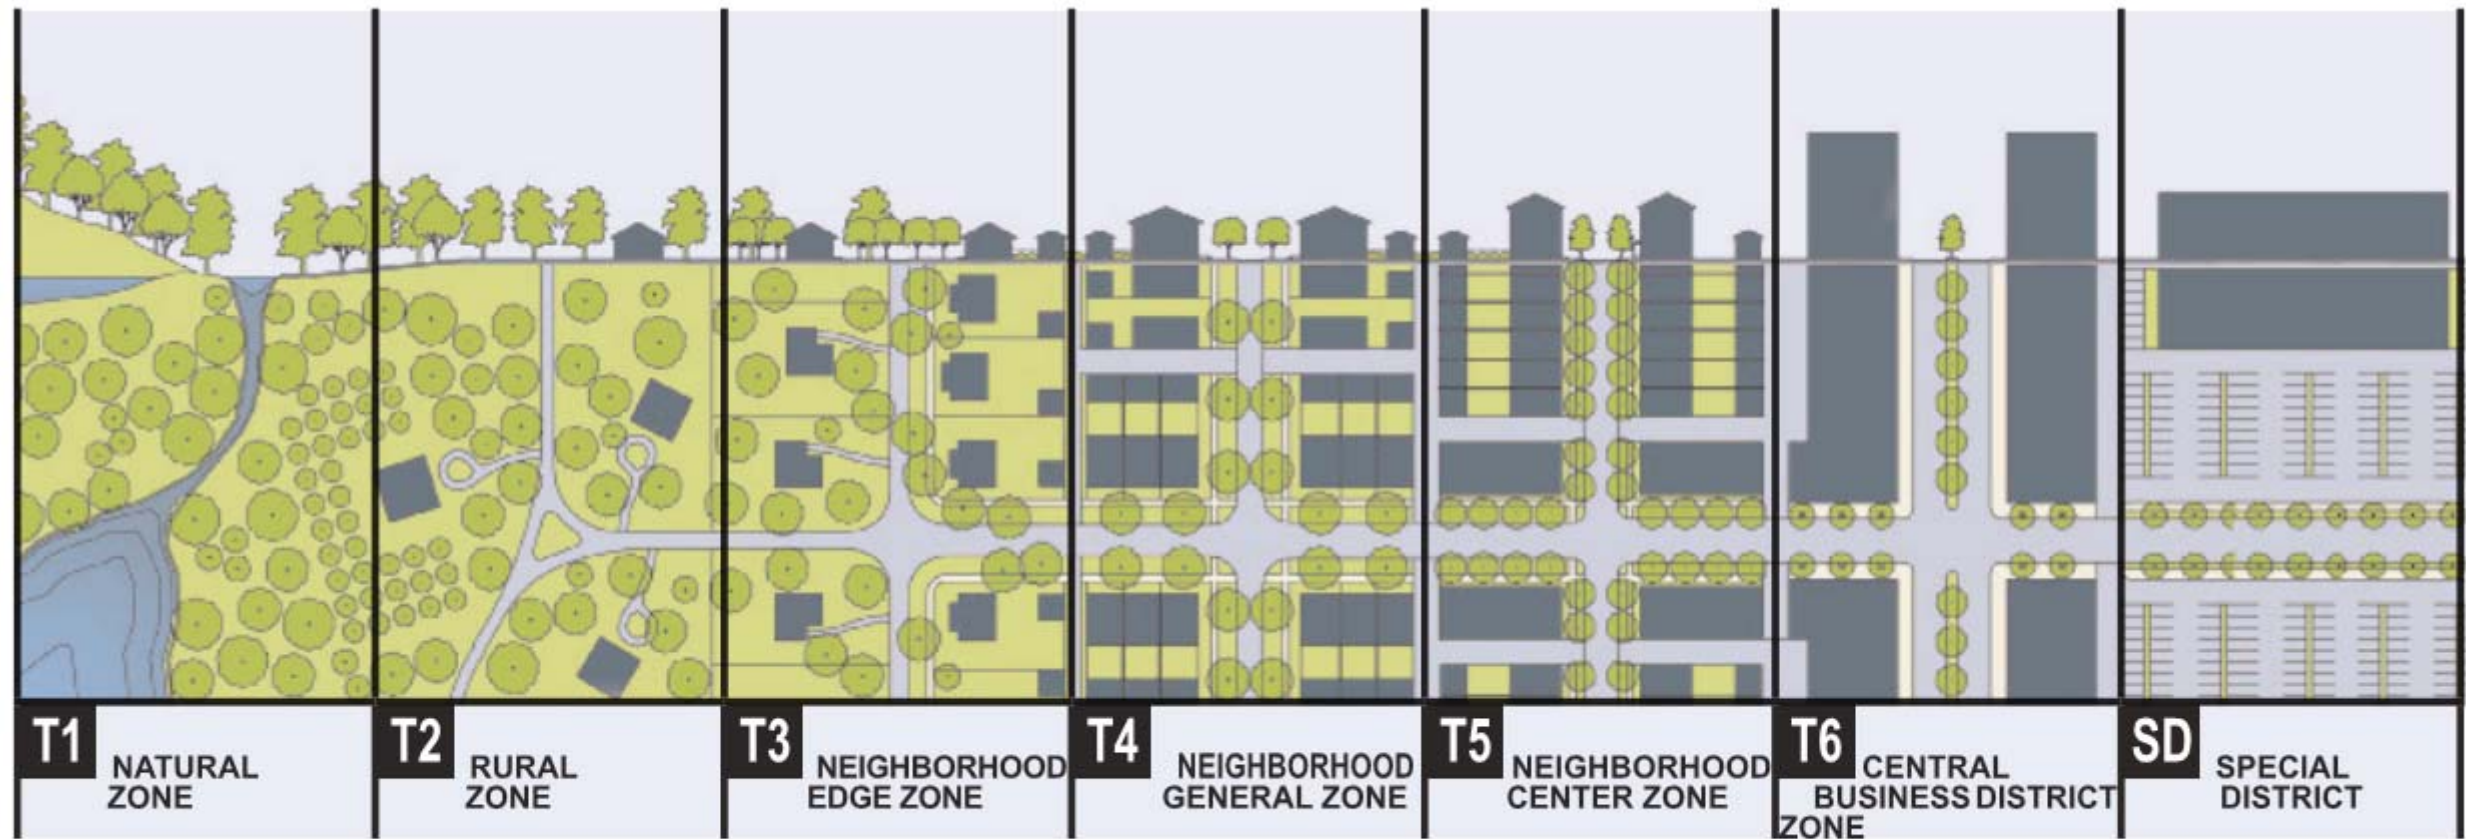 T1
NATURAL
ZONE
T2
RURAL
ZONE
T3
NEIGHBORHOOD
EDGE ZONE
T4
NEIGHBORHOOD
GENERAL ZONE
T5
NEIGHBORHOOD
CENTER ZONE
T6
CENTRAL
BUSINESS DISTRICT
ZONE
SD
SPECIAL
DISTRICT